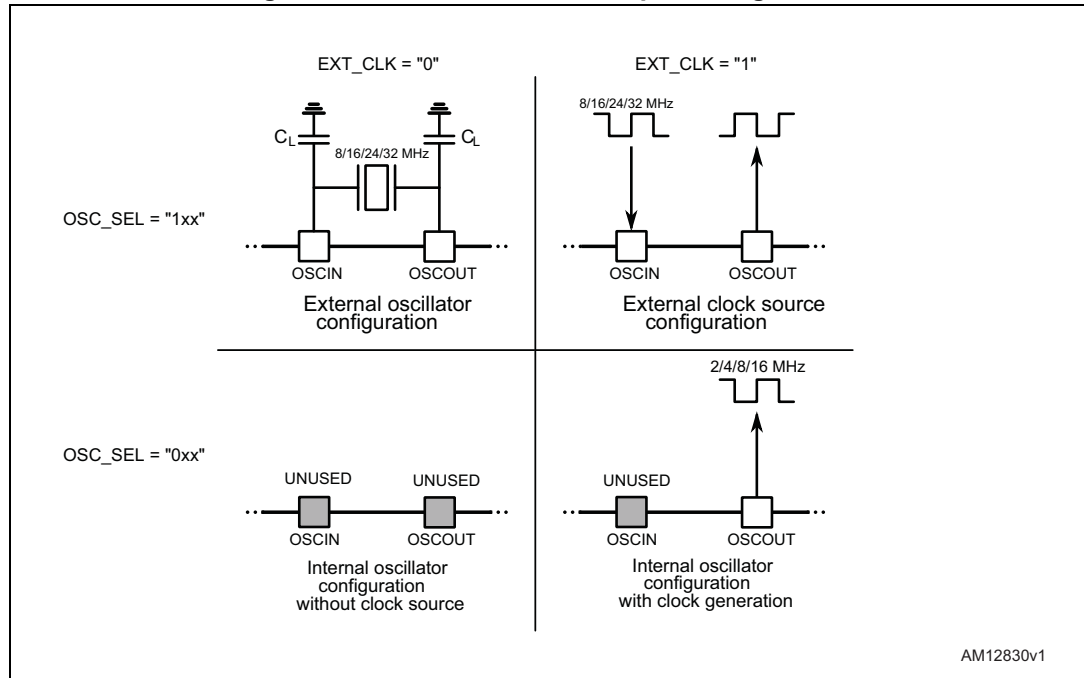 EXT_CLK = "0"
EXT_CLK = "1"
8/16/24/32 MHz
CL
CL
8/16/24/32 MHz
OSC_SEL = "1xx"
OSCIN
OSCOUT
OSCIN
OSCOUT
External oscillator
configuration
External clock source
configuration
2/4/8/16 MHz
OSC_SEL = "0xx"
UNUSED
UNUSED
UNUSED
OSCIN
OSCOUT
OSCIN
OSCOUT
Internal oscillator
configuration
without clock source
Internal oscillator
configuration
with clock generation
AM12830v1